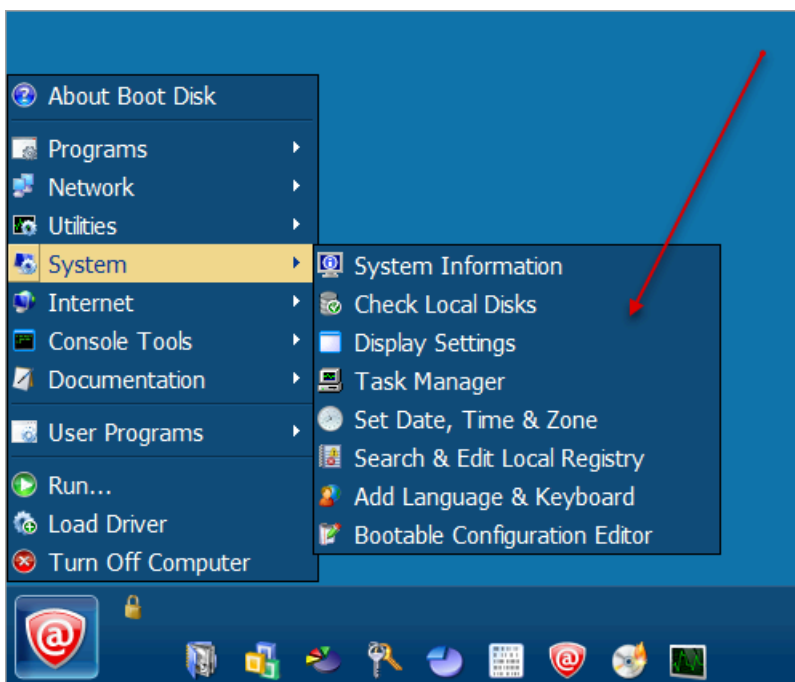 About Boot Disk
Programs
Network
Utilities
System
Internet
Console Tools
Documentation
User Programs
Run...
Load Driver
Turn Off Computer
System Information
Check Local Disks
Display Settings
Task Manager
Set Date, Time & Zone
Search & Edit Local Registry
Add Language & Keyboard
Bootable Configuration Editor
@
@